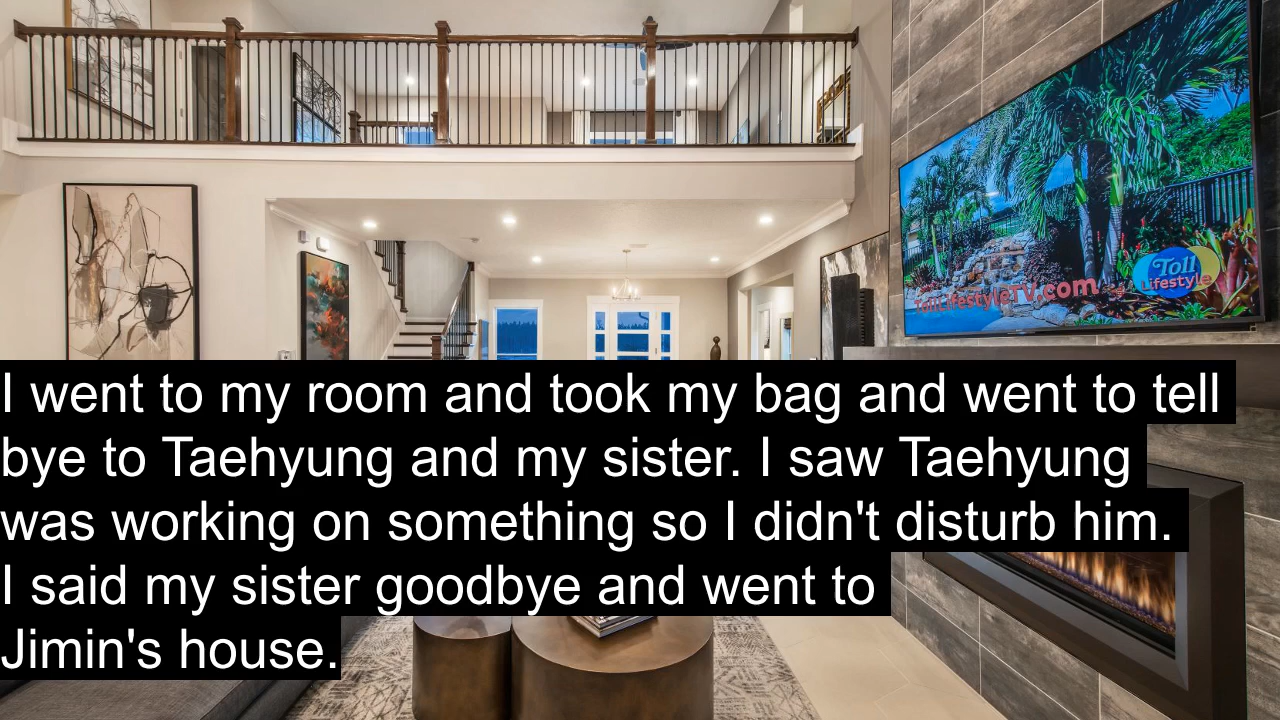 Toll
Lifestyle
TollLifestyleTV.com
I went to my room and took my bag and went to tell
bye to Taehyung and my sister. I saw Taehyung
was working on something so I didn't disturb him.
I said my sister goodbye and went to
Jimin's house.